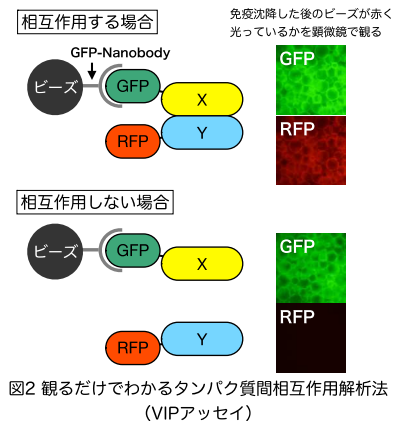 相互作用する場合
免疫沈降した後のビーズが赤く
光っているかを顕微鏡で観る
GFP-Nanobody
ビーズ
GFP
X
RFP
Y
GFP
RFP
相互作用しない場合
ビーズ
GFP
X
RFP
Y
GFP
RFP
図2 観るだけでわかるタンパク質間相互作用解析法
（VIPアッセイ）